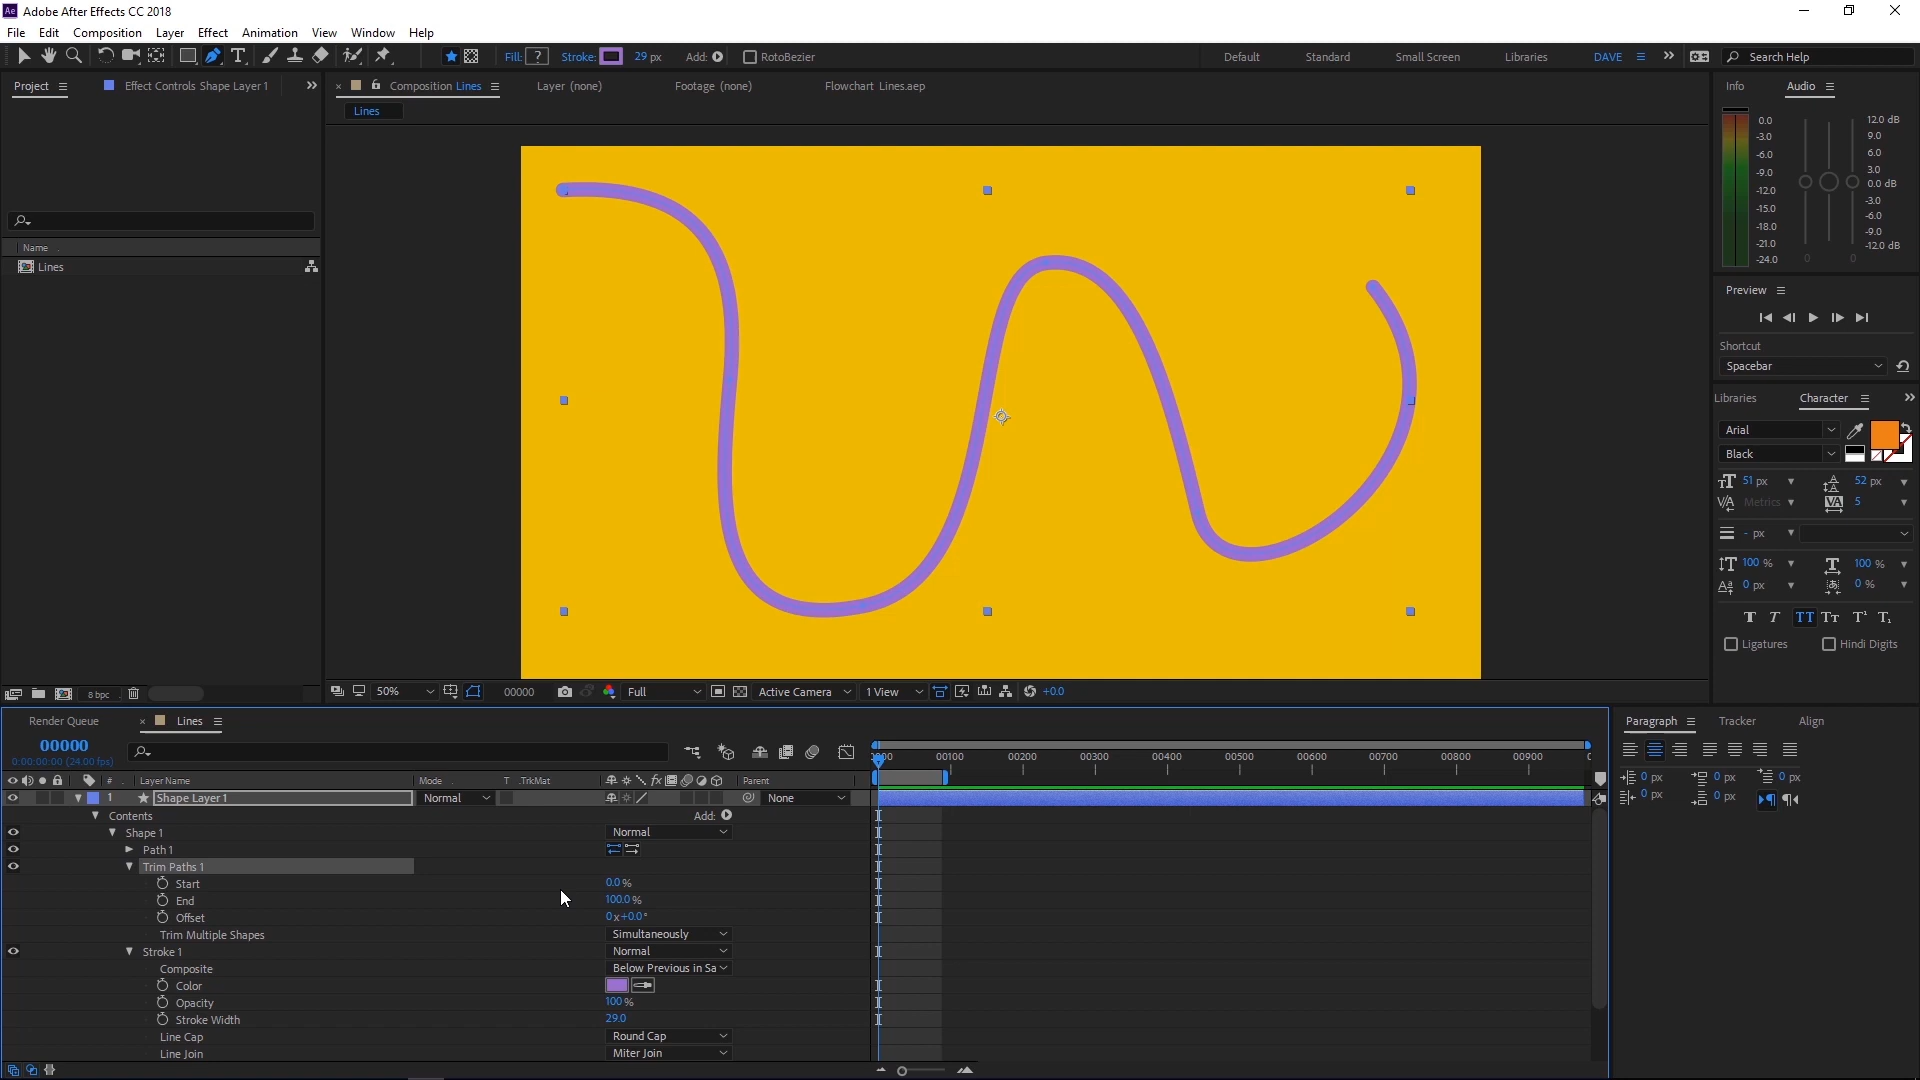 Ae Adobe After Effects CC 2018
File Edit Composition Layer Effect Animation View Window Help
Fill: ? Stroke: 29 px Add: RotoBezier Default Standard Small Screen Libraries DAVE Search Help
Project Effect Controls Shape Layer 1 Composition Lines Layer (none) Footage (none) Flowchart Lines.aep Info Audio
Lines
0.0 12.0 dB
-3.0 9.0
-6.0 6.0
-9.0 3.0
-12.0 0.0 dB
-15.0 -3.0
-18.0 -6.0
-21.0 -9.0
-24.0 0 0 -12.0 dB
Name
Lines
Preview
Shortcut
Spacebar
Libraries Character
Arial
Black
51 px 52 px
Metrics 5
- px
100 % 100 %
0 px 0 %
T T TT Tt T¹ T₁
Ligatures Hindi Digits
8 bpc 50% 00000 Full Active Camera 1 View +0.0
Render Queue Lines Paragraph Tracker Align
00000
0:00:00:00 (24.00 fps)
00100 00200 00300 00400 00500 00600 00700 00800 00900
# Layer Name Mode T .TrkMat fx Parent
0 px 0 px 0 px
0 px 0 px
1 Shape Layer 1 Normal None
Contents Add:
Shape 1 Normal
Path 1
Trim Paths 1
Start 0.0 %
End 100.0 %
Offset 0x+0.0°
Trim Multiple Shapes Simultaneously
Stroke 1 Normal
Composite Below Previous in Sa
Color
Opacity 100 %
Stroke Width 29.0
Line Cap Round Cap
Line Join Miter Join